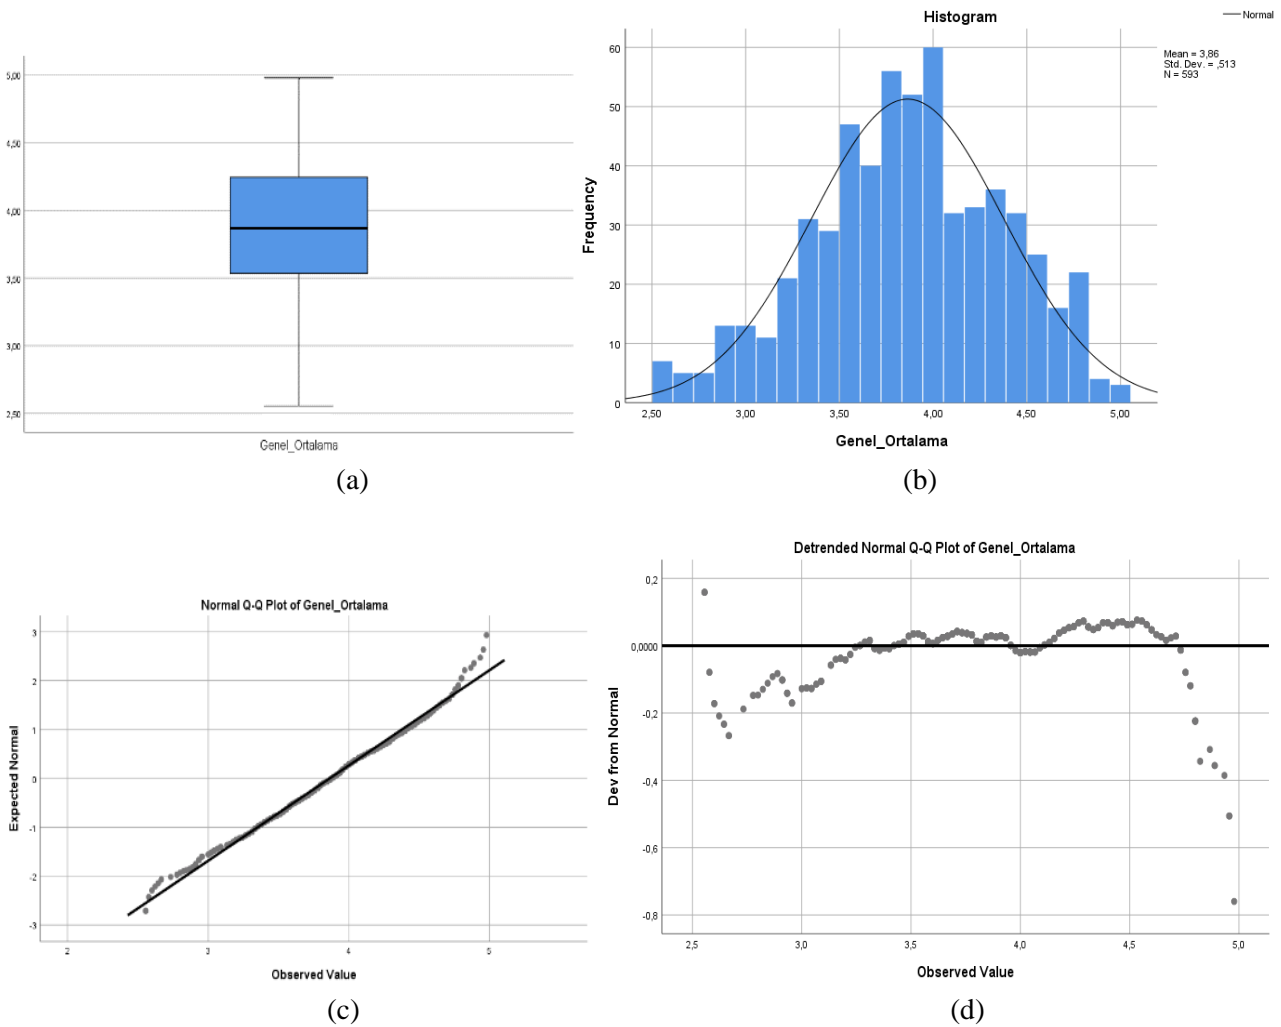 5,00
4,50
4,00
3,50
3,00
2,50
Genel_Ortalama
(a)
Histogram
Normal
Mean = 3,86
Std. Dev. = ,513
N = 593
Frequency
60
50
40
30
20
10
0
2,50 3,00 3,50 4,00 4,50 5,00
Genel_Ortalama
(b)
Normal Q-Q Plot of Genel_Ortalama
Expected Normal
3
2
1
0
-1
-2
-3
2 3 4 5
Observed Value
(c)
Detrended Normal Q-Q Plot of Genel_Ortalama
Dev from Normal
0,2
0,0000
-0,2
-0,4
-0,6
-0,8
2,5 3,0 3,5 4,0 4,5 5,0
Observed Value
(d)